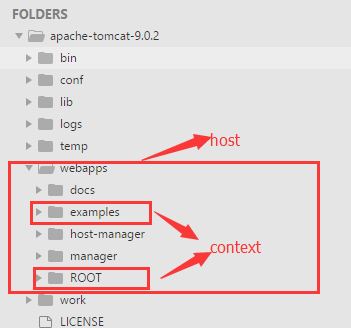 FOLDERS
apache-tomcat-9.0.2
bin
conf
lib
logs
host
temp
webapps
docs
examples
host-manager
context
manager
ROOT
work
LICENSE